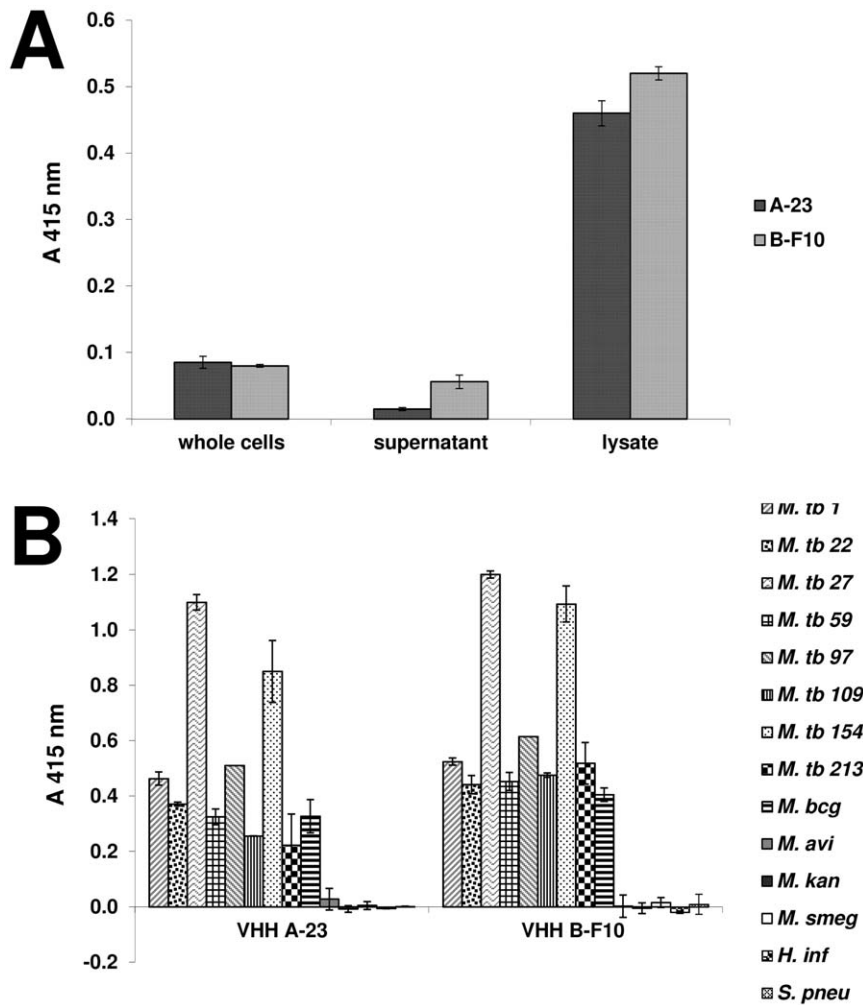 A
0.6
0.5
0.4
0.3
0.2
0.1
0.0
A 415 nm
whole cells supernatant lysate
A-23
B-F10
B
1.4
1.2
1.0
0.8
0.6
0.4
0.2
0.0
-0.2
A 415 nm
VHH A-23 VHH B-F10
M. tb 1
M. tb 22
M. tb 27
M. tb 59
M. tb 97
M. tb 109
M. tb 154
M. tb 213
M. bcg
M. avi
M. kan
M. smeg
H. inf
S. pneu